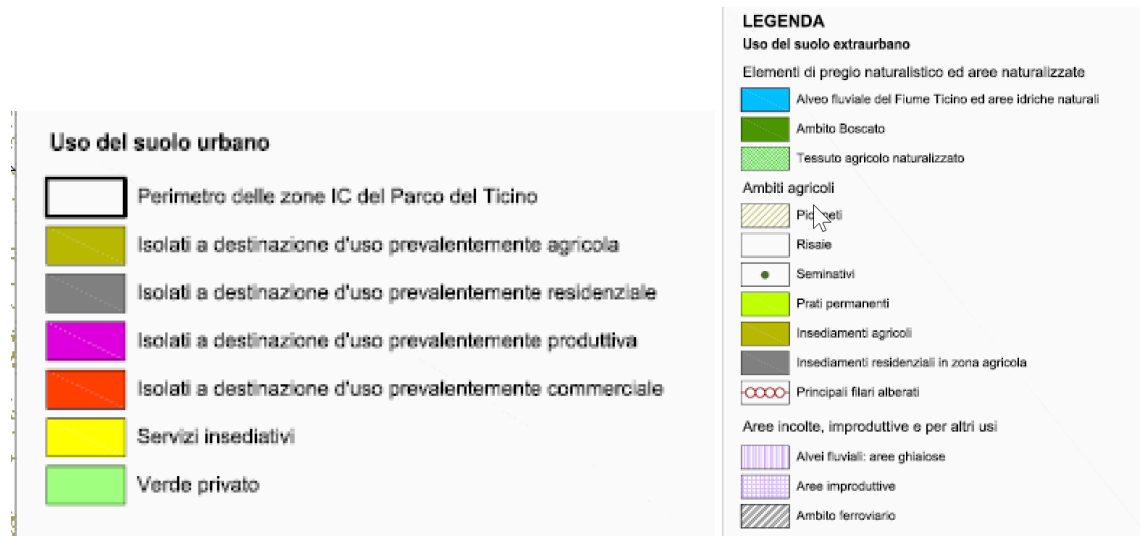 Uso del suolo urbano
Perimetro delle zone IC del Parco del Ticino
Isolati a destinazione d'uso prevalentemente agricola
Isolati a destinazione d'uso prevalentemente residenziale
Isolati a destinazione d'uso prevalentemente produttiva
Isolati a destinazione d'uso prevalentemente commerciale
Servizi insediativi
Verde privato
LEGENDA
Uso del suolo extraurbano
Elementi di pregio naturalistico ed aree naturalizzate
Alveo fluviale del Fiume Ticino ed aree idriche naturali
Ambito Boscato
Tessuto agricolo naturalizzato
Ambiti agricoli
Risaie
Seminativi
Prati permanenti
Insediamenti agricoli
Insediamenti residenziali in zona agricola
Principali filari alberati
Aree incolte, improduttive e per altri usi
Alvei fluviali: aree ghiaiose
Aree improduttive
Ambito ferroviario